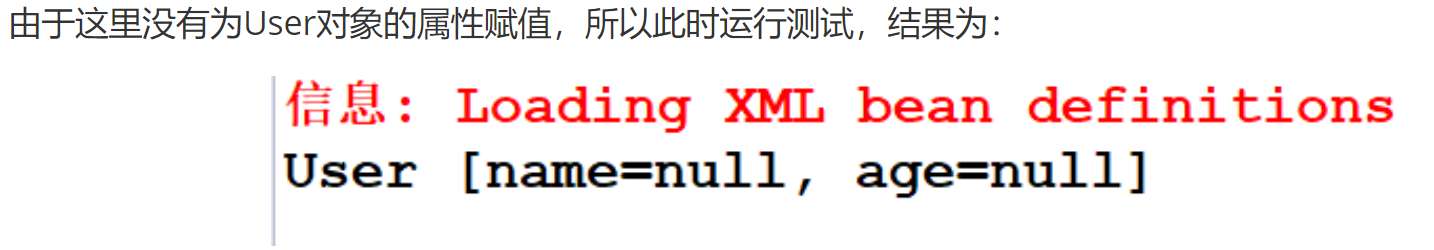 由于这里没有为User对象的属性赋值，所以此时运行测试，结果为：
信息: Loading XML bean definitions
User [name=null, age=null]